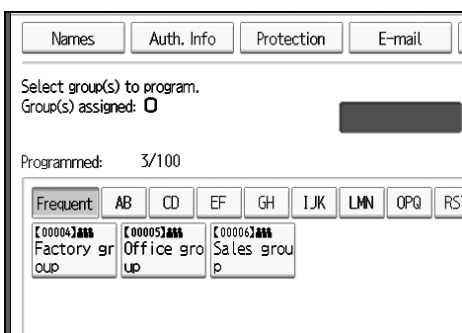 Names Auth. Info Protection E-mail
Select group(s) to program.
Group(s) assigned: 0
Programmed: 3/100
Frequent AB CD EF GH IJK LMN OPQ RS
[00004] [00005] [00006]
Factory gr Office gro Sales grou
oup up p